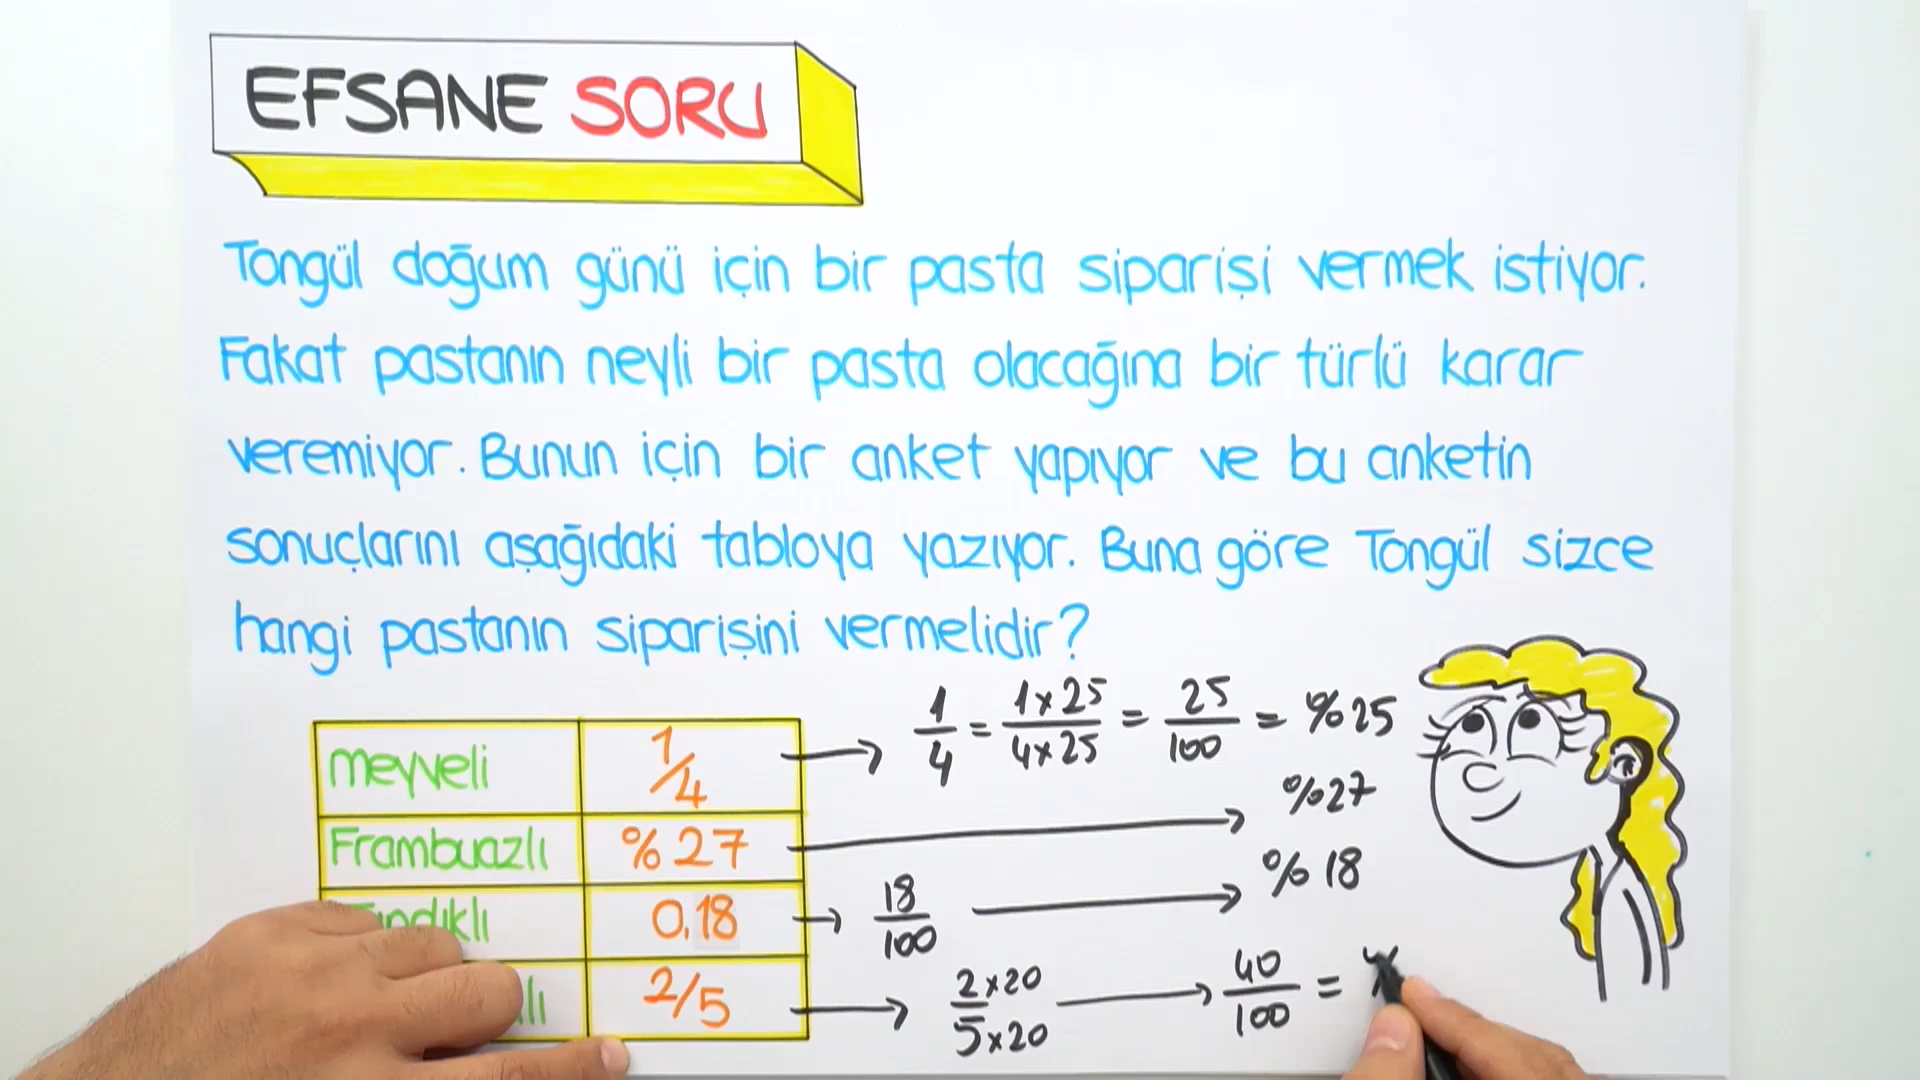 EFSANE SORU
Tongül doğum günü için bir pasta siparişi vermek istiyor.
Fakat pastanın neyli bir pasta olacağına bir türlü karar
veremiyor. Bunun için bir anket yapıyor ve bu anketin
sonuçlarını aşağıdaki tabloya yazıyor. Buna göre Tongül sizce
hangi pastanın siparişini vermelidir?
meyveli 1/4 → 1/4 = 1x25/4x25 = 25/100 = %25
Frambuazlı %27 → %27
0,18 → 18/100 → %18
2/5 → 2x20/5x20 → 40/100 =